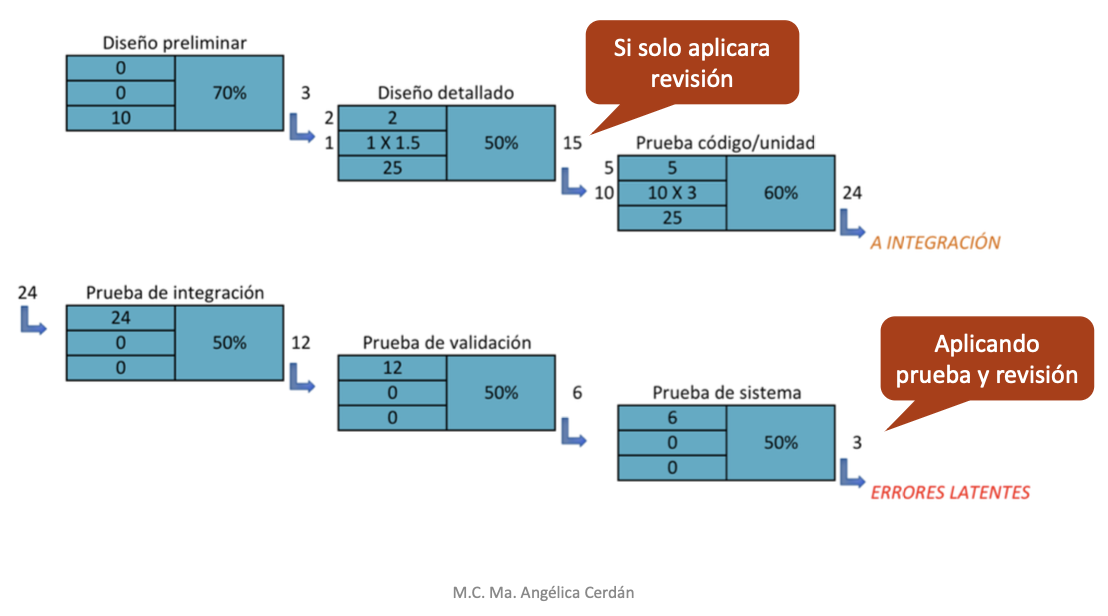 Diseño preliminar
0
0
10
70%
3
Si solo aplicara
revisión
Diseño detallado
2
1
2
1 X 1.5
25
50%
15
Prueba código/unidad
5
10
5
10 X 3
25
60%
24
A INTEGRACIÓN
24
Prueba de integración
24
0
0
50%
12
Prueba de validación
12
0
0
50%
6
Aplicando
prueba y revisión
Prueba de sistema
6
0
0
50%
3
ERRORES LATENTES
M.C. Ma. Angélica Cerdán